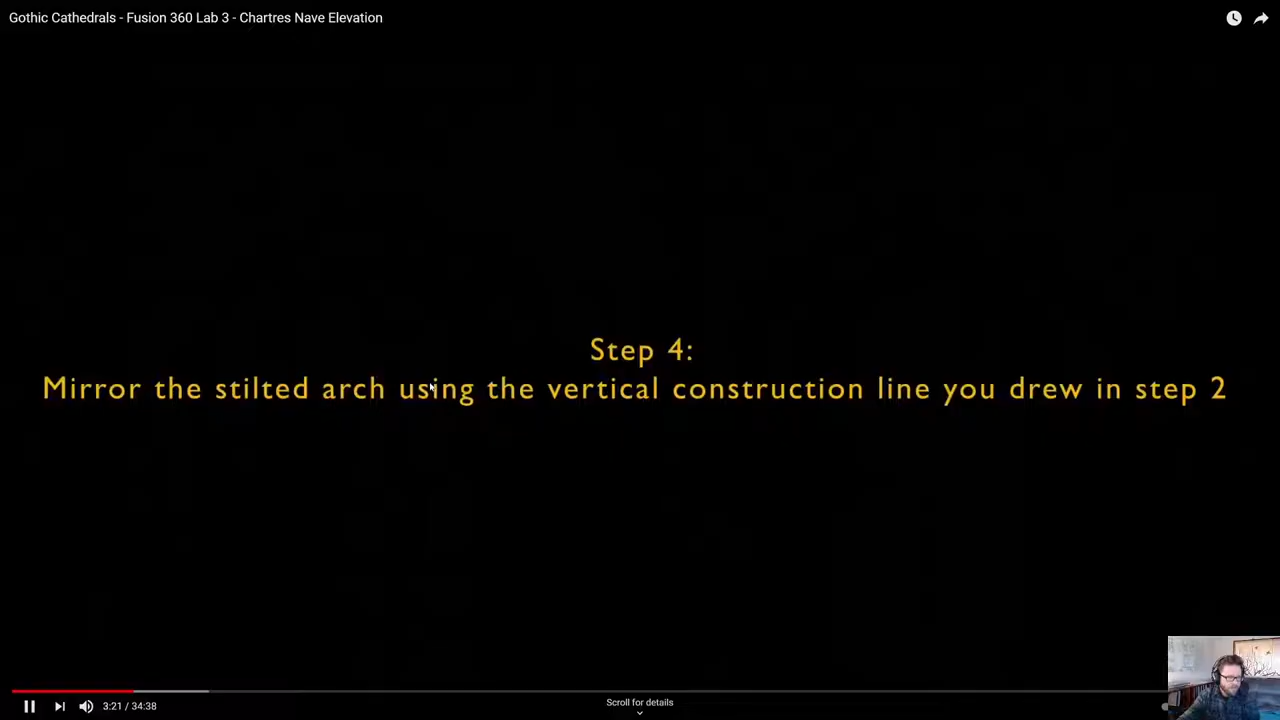 Gothic Cathedrals - Fusion 360 Lab 3 - Chartres Nave Elevation
Step 4:
Mirror the stilted arch using the vertical construction line you drew in step 2
3:21 / 34:38
Scroll for details